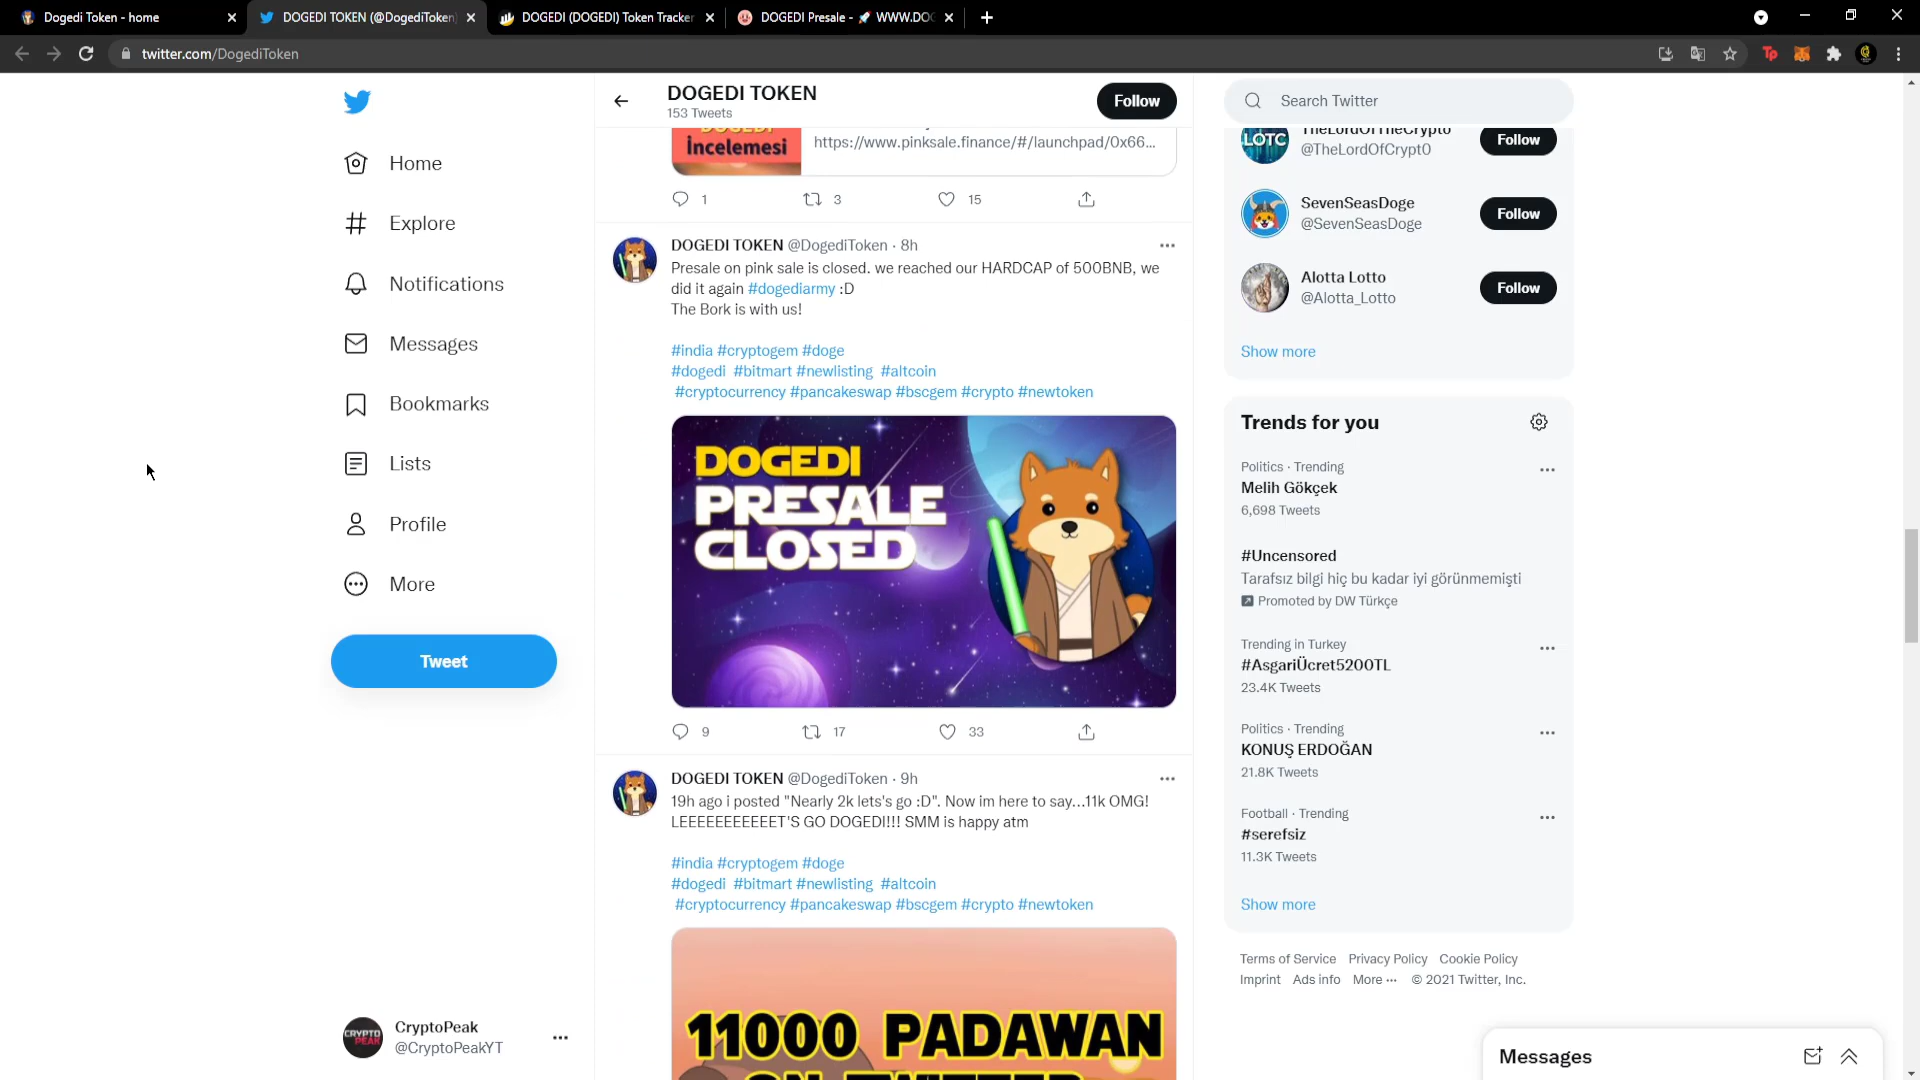 Dogedi Token - home
DOGEDI TOKEN (@DogediToken)
DOGEDI (DOGEDI) Token Tracker
DOGEDI Presale - 🚀 WWW.DOG
twitter.com/DogediToken
Home
Explore
Notifications
Messages
Bookmarks
Lists
Profile
More
Tweet
CRYPTO
PEAK
CryptoPeak
@CryptoPeakYT
DOGEDI TOKEN
153 Tweets
Follow
DOGEDI
İncelemesi
https://www.pinksale.finance/#/launchpad/0x66...
1
3
15
DOGEDI TOKEN @DogediToken · 8h
Presale on pink sale is closed. we reached our HARDCAP of 500BNB, we
did it again #dogediarmy :D
The Bork is with us!
#india #cryptogem #doge
#dogedi #bitmart #newlisting #altcoin
#cryptocurrency #pancakeswap #bscgem #crypto #newtoken
DOGEDI
PRESALE
CLOSED
9
17
33
DOGEDI TOKEN @DogediToken · 9h
19h ago i posted "Nearly 2k lets's go :D". Now im here to say...11k OMG!
LEEEEEEEEEEET'S GO DOGEDI!!! SMM is happy atm
#india #cryptogem #doge
#dogedi #bitmart #newlisting #altcoin
#cryptocurrency #pancakeswap #bscgem #crypto #newtoken
11000 PADAWAN
ON TWITTER
Search Twitter
LOTC
TheLordOfTheCrypto
@TheLordOfCrypt0
Follow
SevenSeasDoge
@SevenSeasDoge
Follow
Alotta Lotto
@Alotta_Lotto
Follow
Show more
Trends for you
Politics · Trending
Melih Gökçek
6,698 Tweets
#Uncensored
Tarafsız bilgi hiç bu kadar iyi görünmemişti
Promoted by DW Türkçe
Trending in Turkey
#AsgariÜcret5200TL
23.4K Tweets
Politics · Trending
KONUŞ ERDOĞAN
21.8K Tweets
Football · Trending
#serefsiz
11.3K Tweets
Show more
Terms of Service Privacy Policy Cookie Policy
Imprint Ads info More ··· © 2021 Twitter, Inc.
Messages